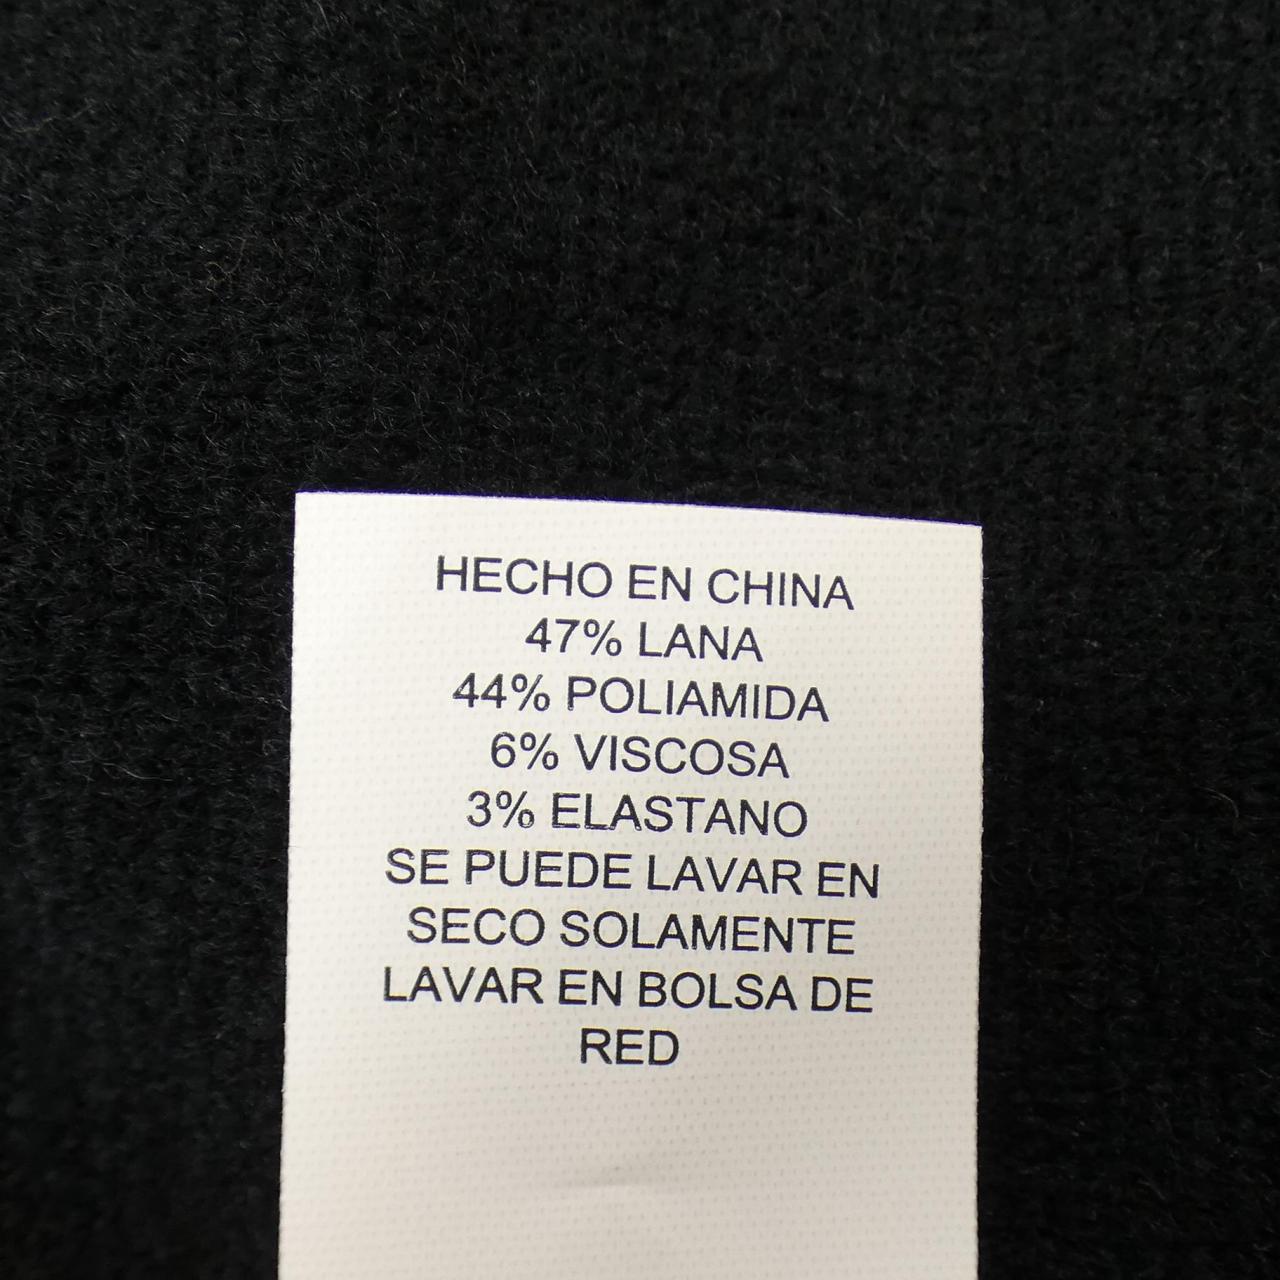 HECHO EN CHINA
47% LANA
44% POLIAMIDA
6% VISCOSA
3% ELASTANO
SE PUEDE LAVAR EN
SECO SOLAMENTE
LAVAR EN BOLSA DE
RED